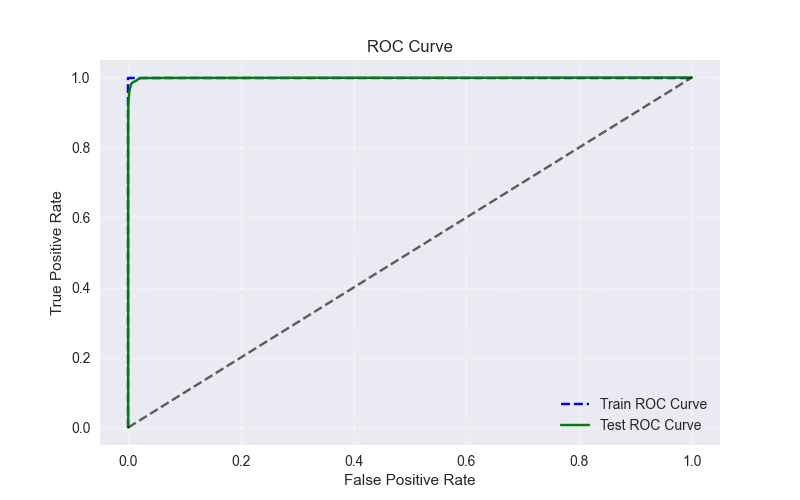 ROC Curve
1.0
0.8
0.6
0.4
0.2
0.0
True Positive Rate
0.0 0.2 0.4 0.6 0.8 1.0
False Positive Rate
Train ROC Curve
Test ROC Curve